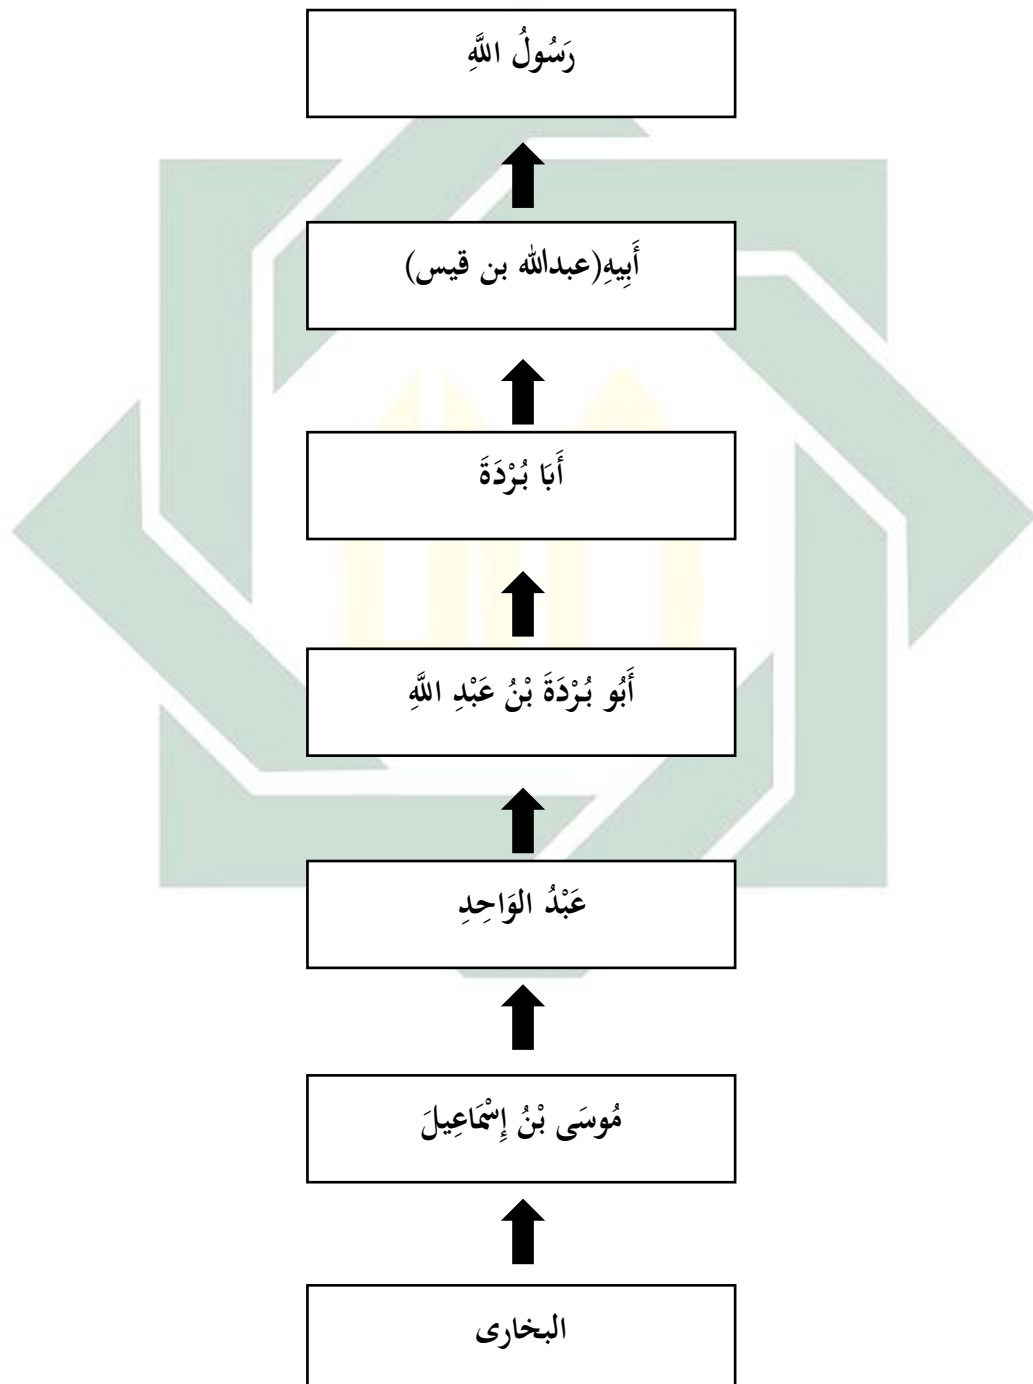 رَسُولُ اللَّهِ
أَبِيهِ(عبدالله بن قيس)
أَبَا بُرْدَةَ
أَبُو بُرْدَةَ بْنُ عَبْدِ اللَّهِ
عَبْدُ الوَاحِدِ
مُوسَى بْنُ إِسْمَاعِيلَ
البخارى